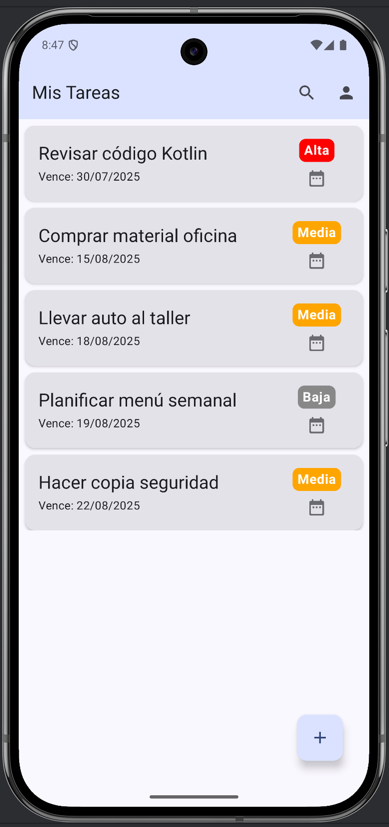 8:47
Mis Tareas
Revisar código Kotlin
Alta
Vence: 30/07/2025
Comprar material oficina
Media
Vence: 15/08/2025
Llevar auto al taller
Media
Vence: 18/08/2025
Planificar menú semanal
Baja
Vence: 19/08/2025
Hacer copia seguridad
Media
Vence: 22/08/2025
+